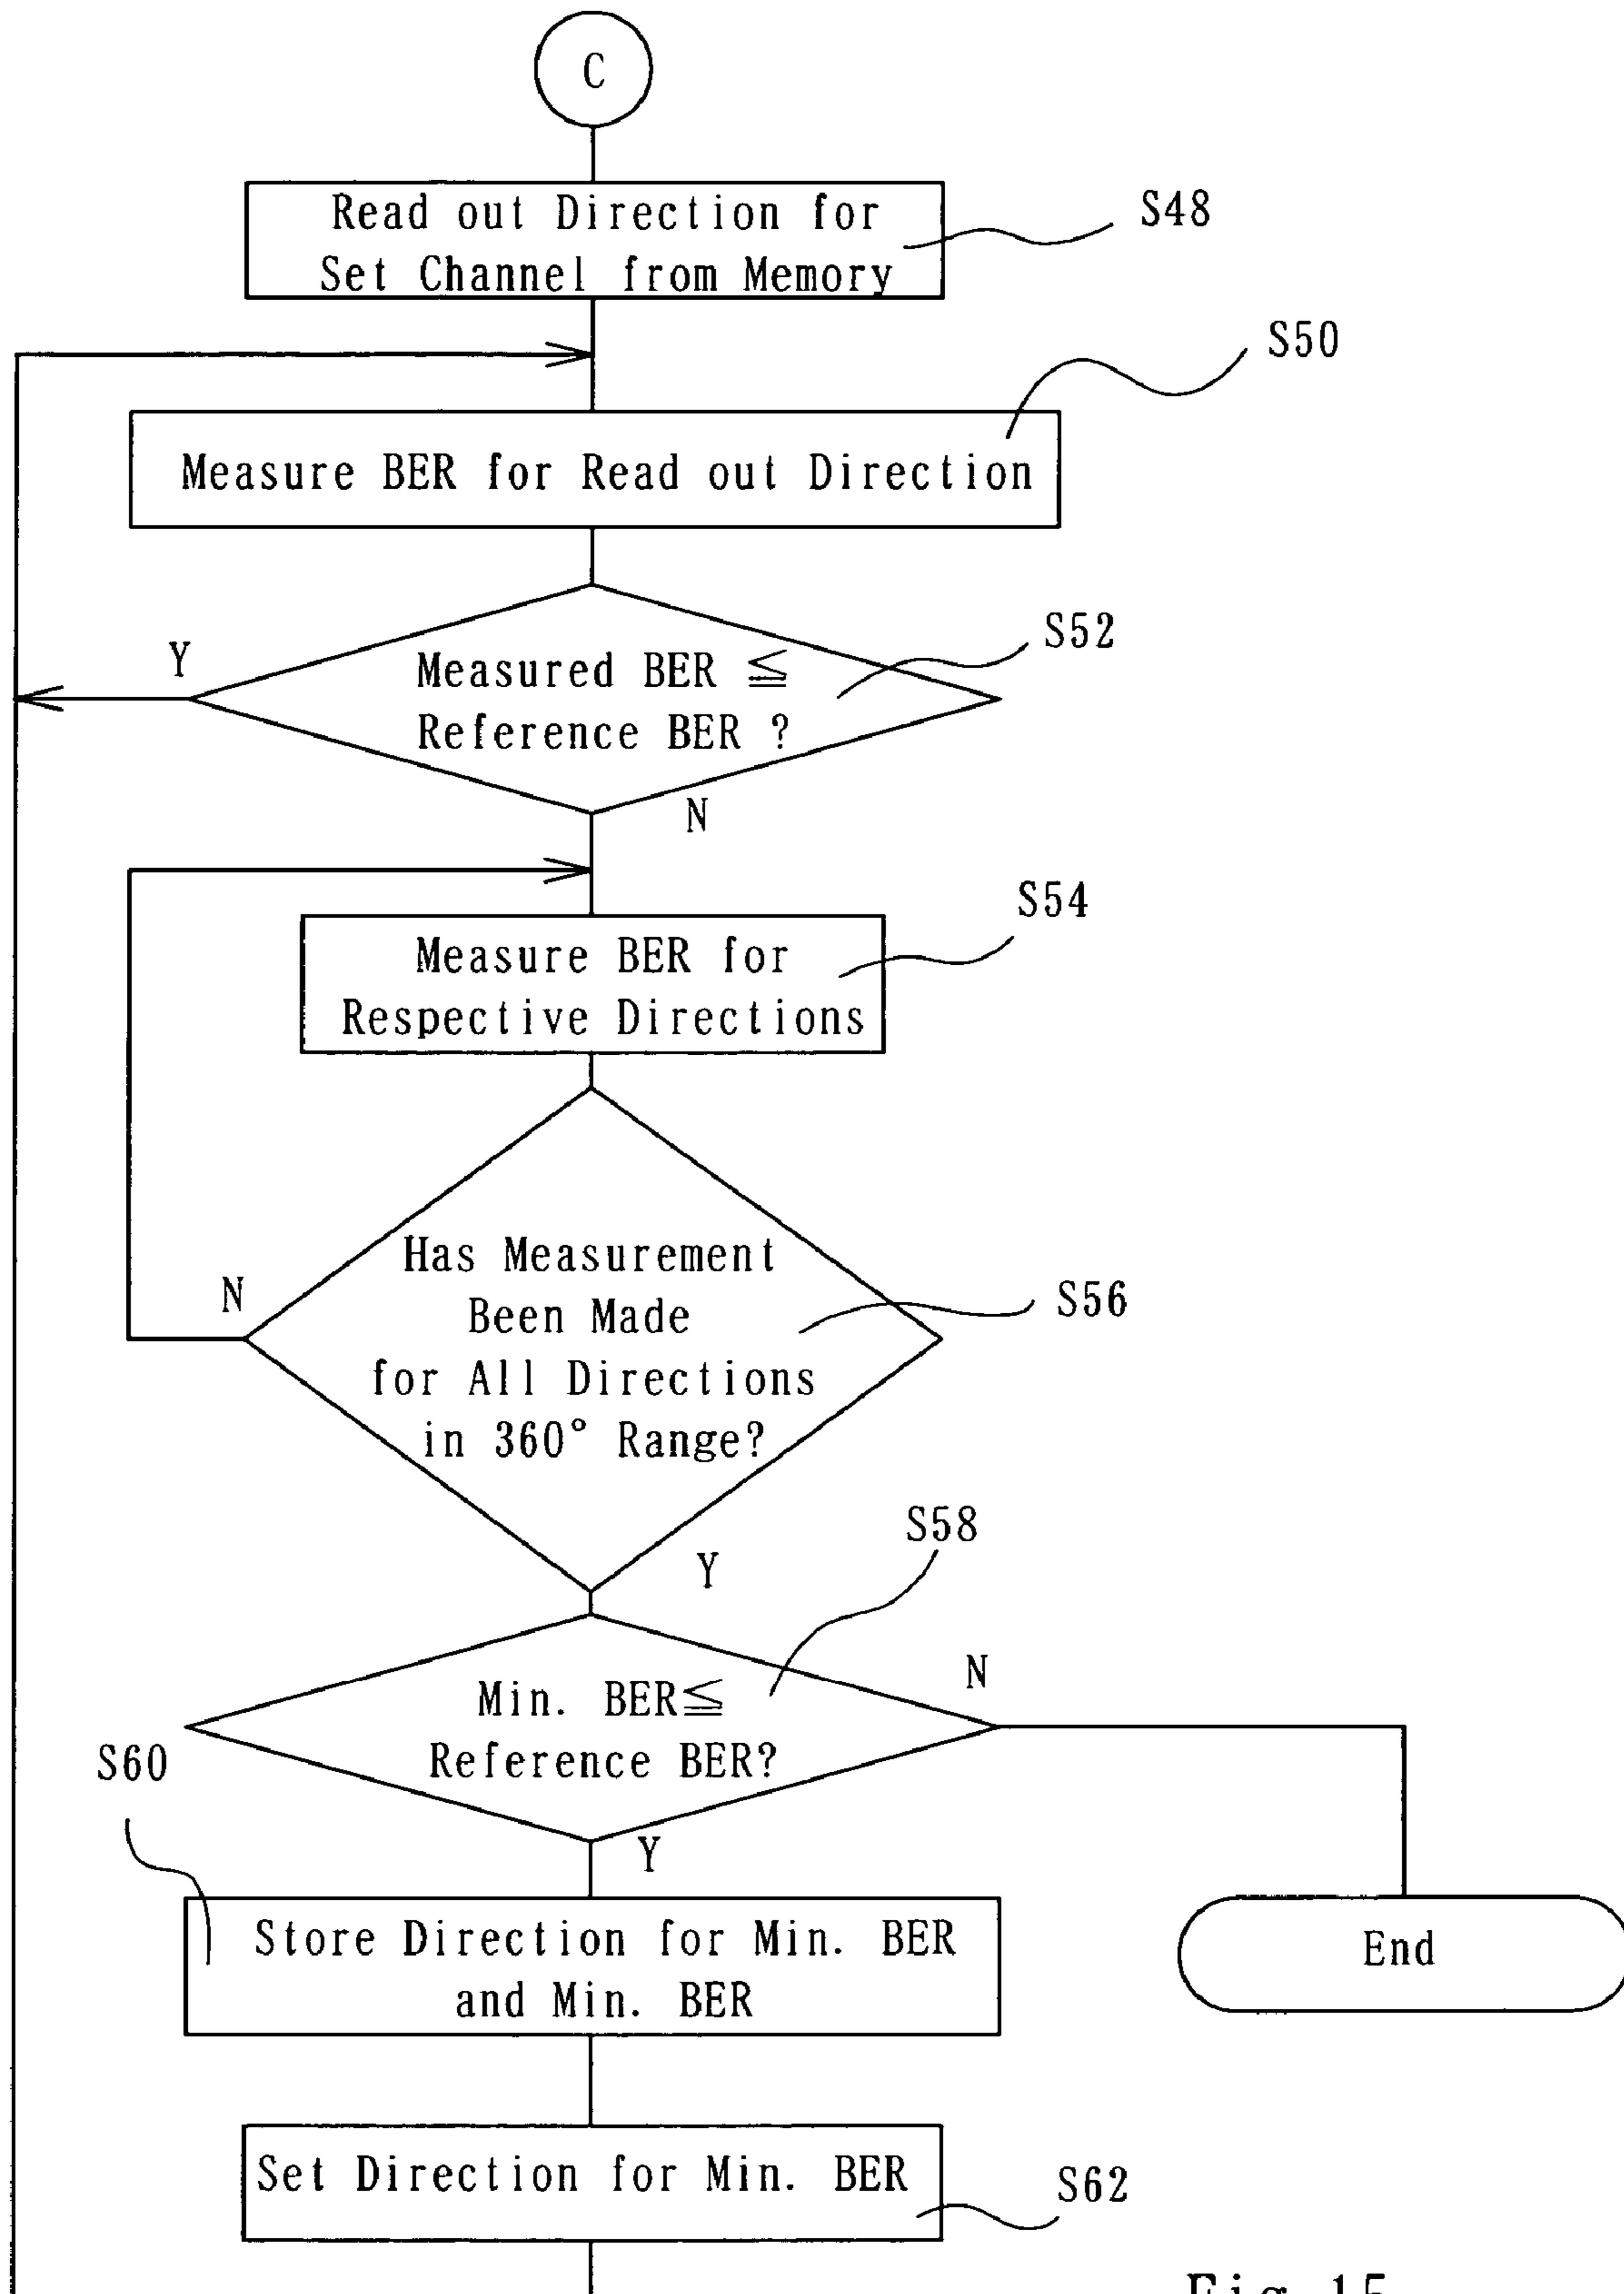 C
Read out Direction for
Set Channel from Memory
S48
S50
Measure BER for Read out Direction
S52
Y
Measured BER ≦
Reference BER ?
N
S54
Measure BER for
Respective Directions
Has Measurement
Been Made
for All Directions
in 360° Range?
N
S56
Y
S58
Min. BER≦
Reference BER?
N
S60
Y
Store Direction for Min. BER
and Min. BER
End
Set Direction for Min. BER
S62
Fig.15